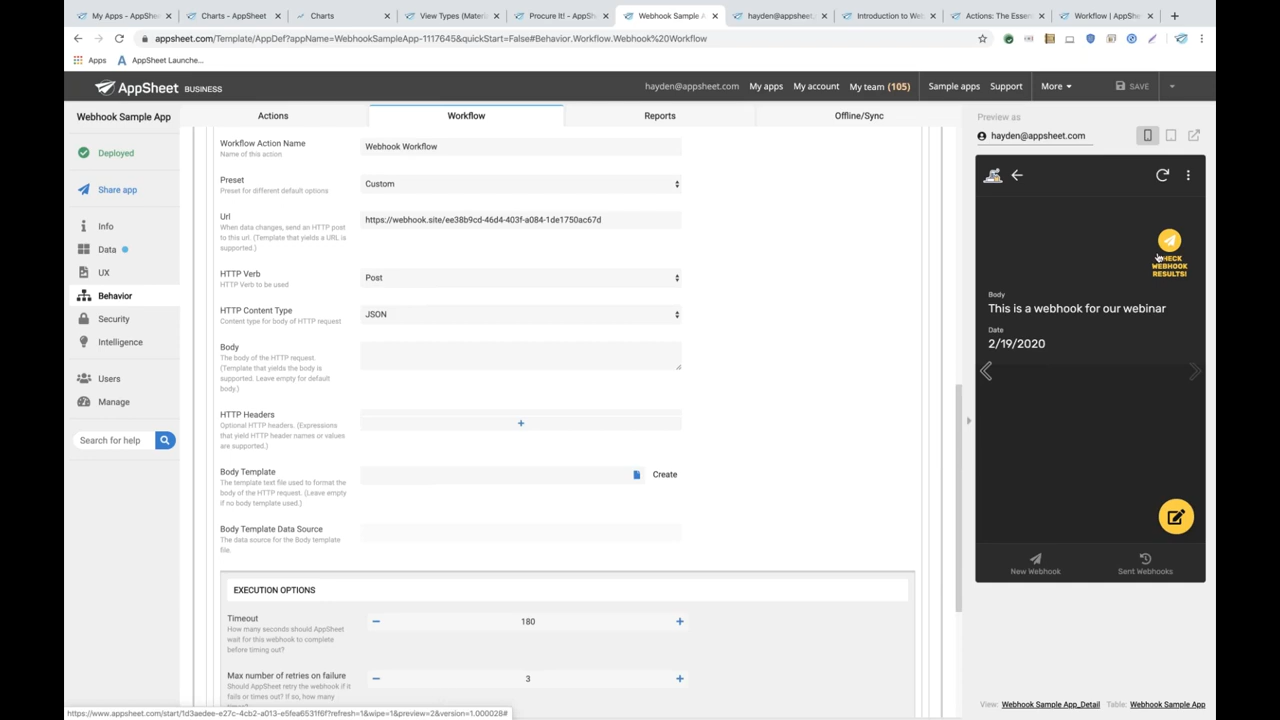 My Apps - AppShe
Charts - AppSheet
Charts
View Types (Mater
Procure It! - AppSh
Webhook Sample A
hayden@appsheet.
Introduction to We
Actions: The Essen
Workflow | AppShe
appsheet.com/Template/AppDef?appName=WebhookSampleApp-1117645&quickStart=False#Behavior.Workflow.Webhook%20Workflow
Apps
AppSheet Launche...
AppSheet BUSINESS
hayden@appsheet.com
My apps
My account
My team (105)
Sample apps
Support
More
SAVE
Webhook Sample App
Actions
Workflow
Reports
Offline/Sync
Deployed
Share app
Info
Data
UX
Behavior
Security
Intelligence
Users
Manage
Search for help
Workflow Action Name
Name of this action
Webhook Workflow
Preset
Preset for different default options
Custom
Url
When data changes, send an HTTP post
to this url. (Template that yields a URL is
supported.)
https://webhook.site/ee38b9cd-46d4-403f-a084-1de1750ac67d
HTTP Verb
HTTP Verb to be used
Post
HTTP Content Type
Content type for body of HTTP request
JSON
Body
The body of the HTTP request.
(Template that yields the body is
supported. Leave empty for default
body.)
HTTP Headers
Optional HTTP headers. (Expressions
that yield HTTP header names or values
are supported.)
Body Template
The template text file used to format the
body of the HTTP request. (Leave empty
if no body template used.)
Create
Body Template Data Source
The data source for the Body template
file.
EXECUTION OPTIONS
Timeout
How many seconds should AppSheet
wait for this webhook to complete
before timing out?
180
Max number of retries on failure
Should AppSheet retry the webhook if it
fails or times out? If so, how many
3
https://www.appsheet.com/start/1d3aedee-e27c-4cb2-a013-e5fea6531f6f?refresh=1&wipe=1&preview=2&version=1.000028#
Preview as
hayden@appsheet.com
CHECK
WEBHOOK
RESULTS!
Body
This is a webhook for our webinar
Date
2/19/2020
New Webhook
Sent Webhooks
View: Webhook Sample App_Detail
Table: Webhook Sample App